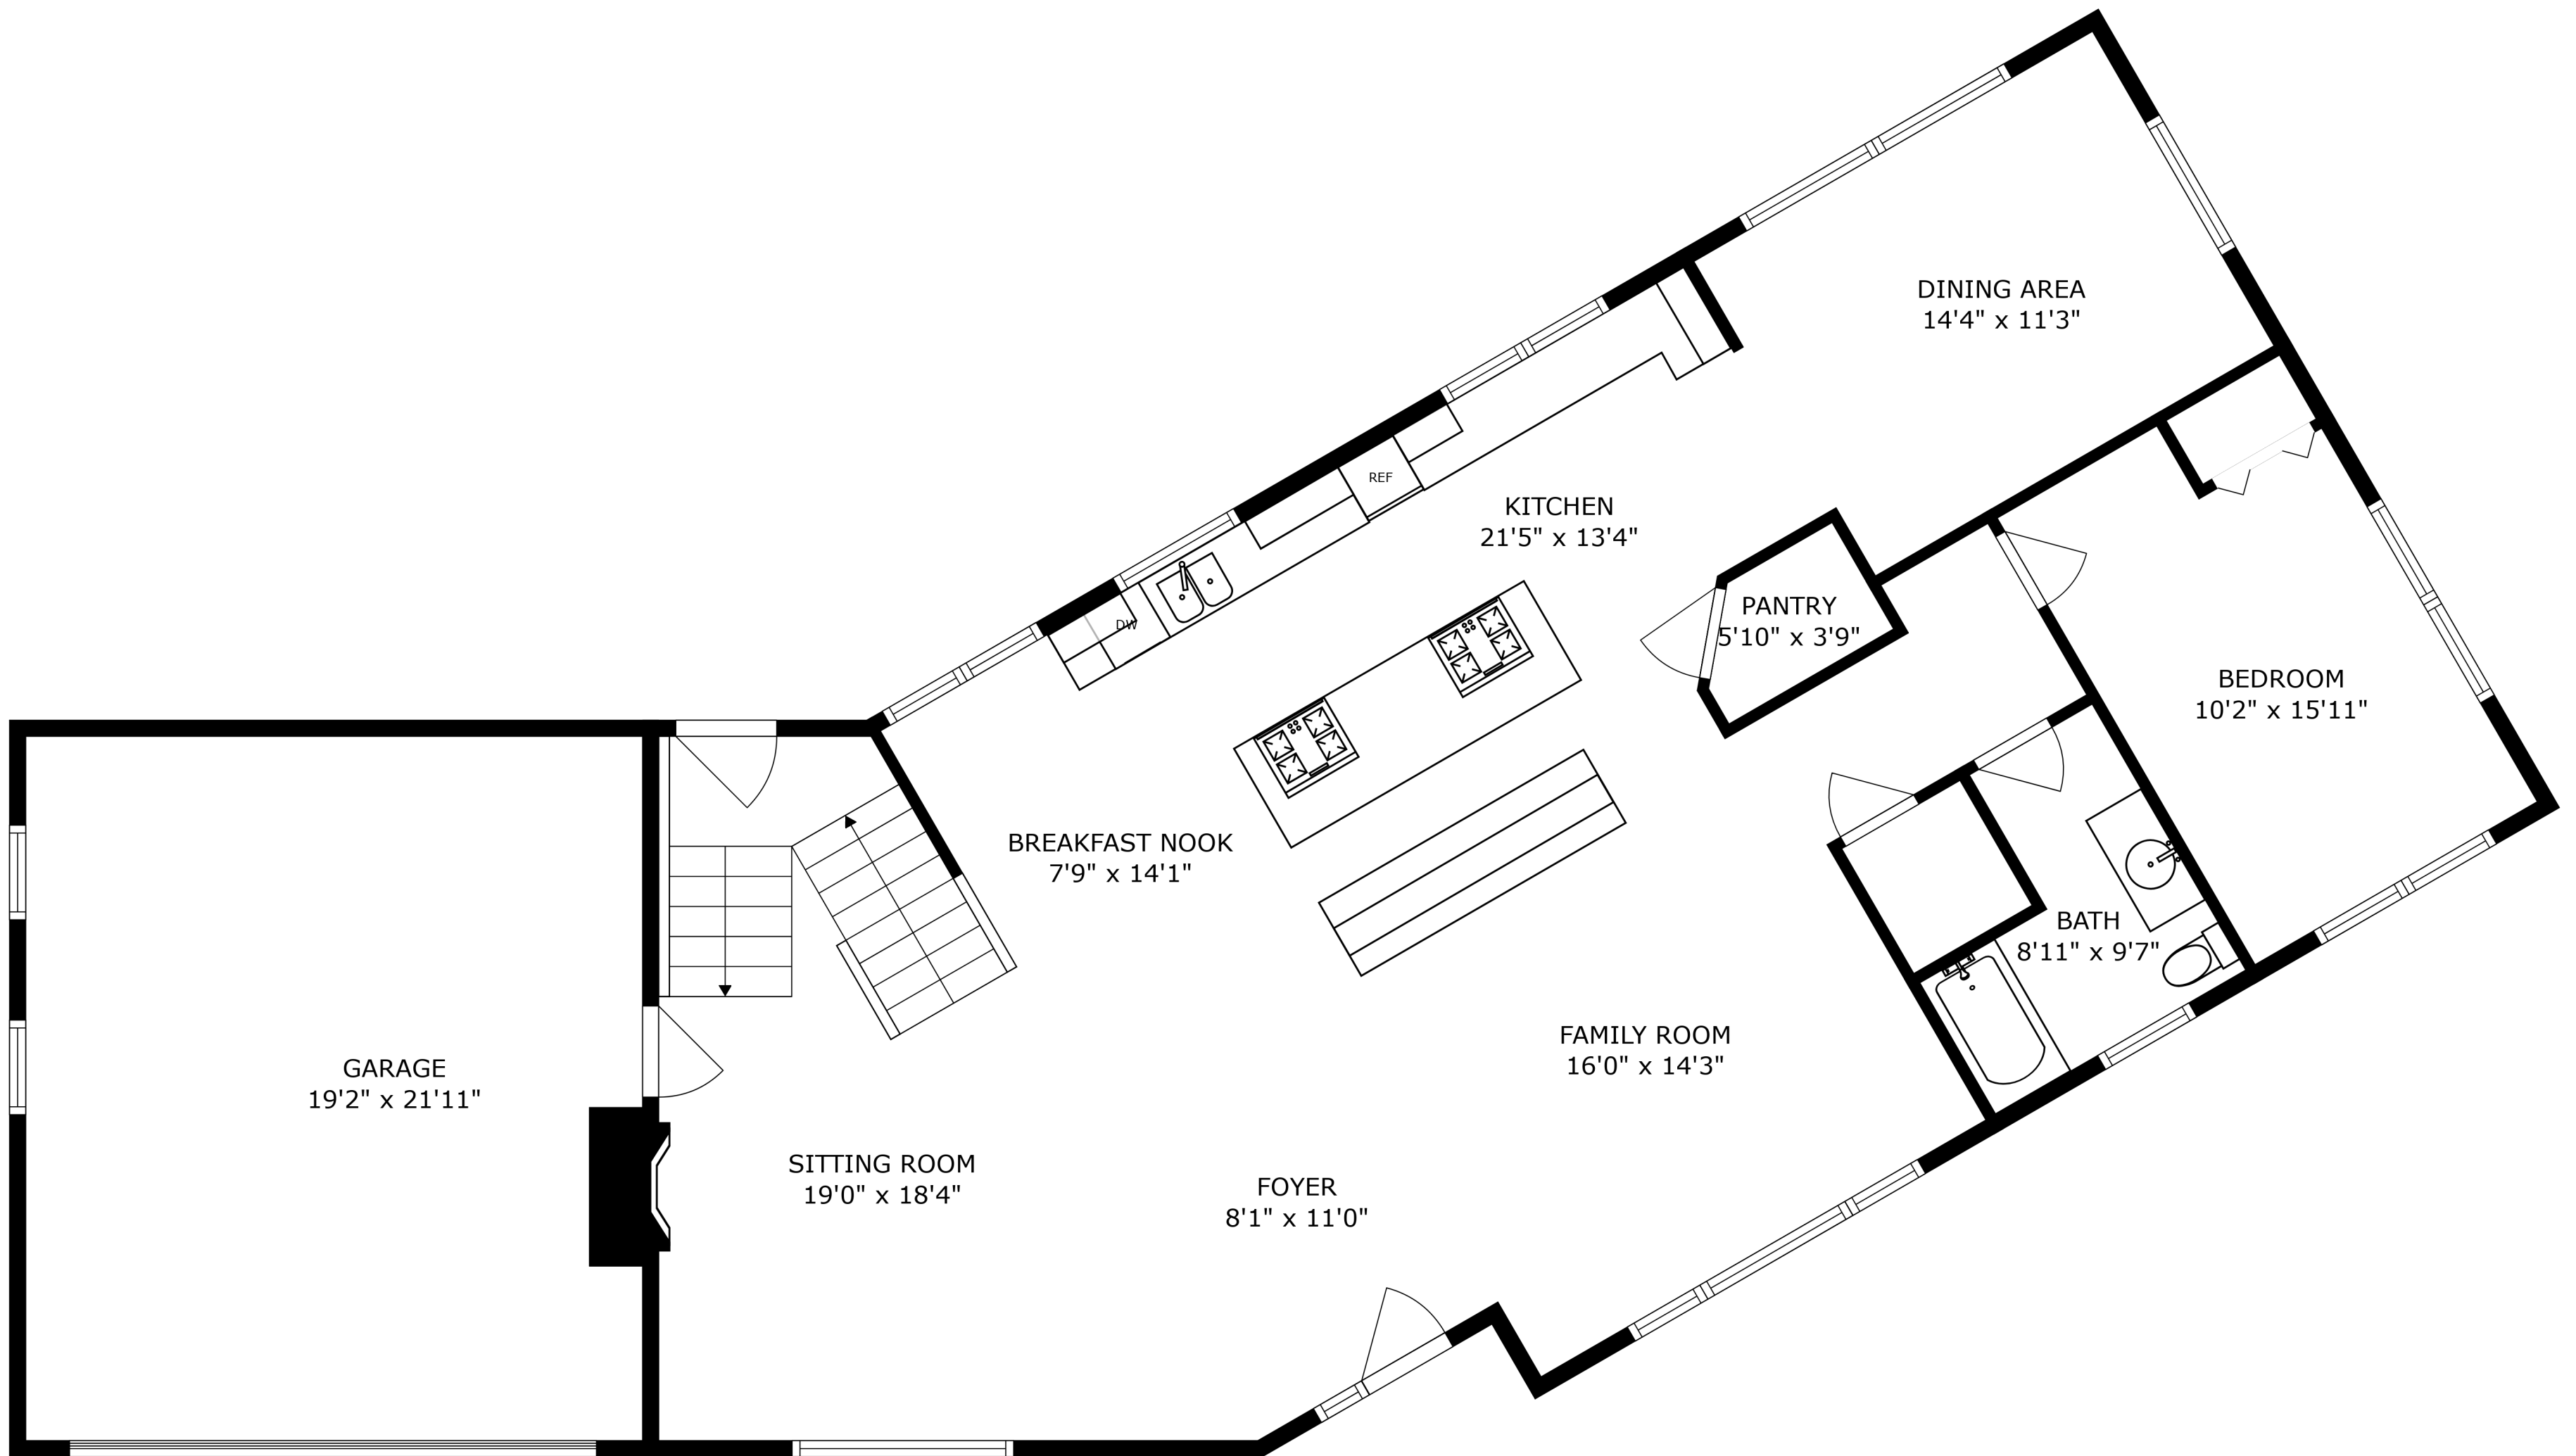 DINING AREA
14'4" x 11'3"
REF
KITCHEN
21'5" x 13'4"
DW
PANTRY
5'10" x 3'9"
BEDROOM
10'2" x 15'11"
BREAKFAST NOOK
7'9" x 14'1"
BATH
8'11" x 9'7"
FAMILY ROOM
16'0" x 14'3"
GARAGE
19'2" x 21'11"
SITTING ROOM
19'0" x 18'4"
FOYER
8'1" x 11'0"